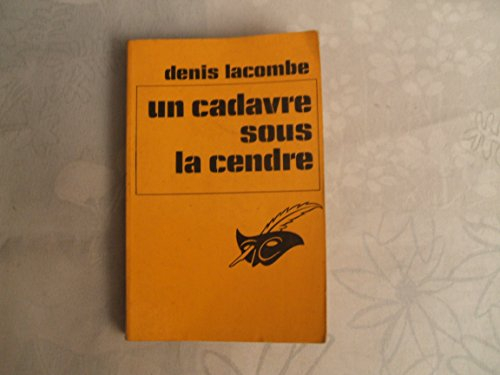 denis lacombe
un cadavre
sous
la cendre